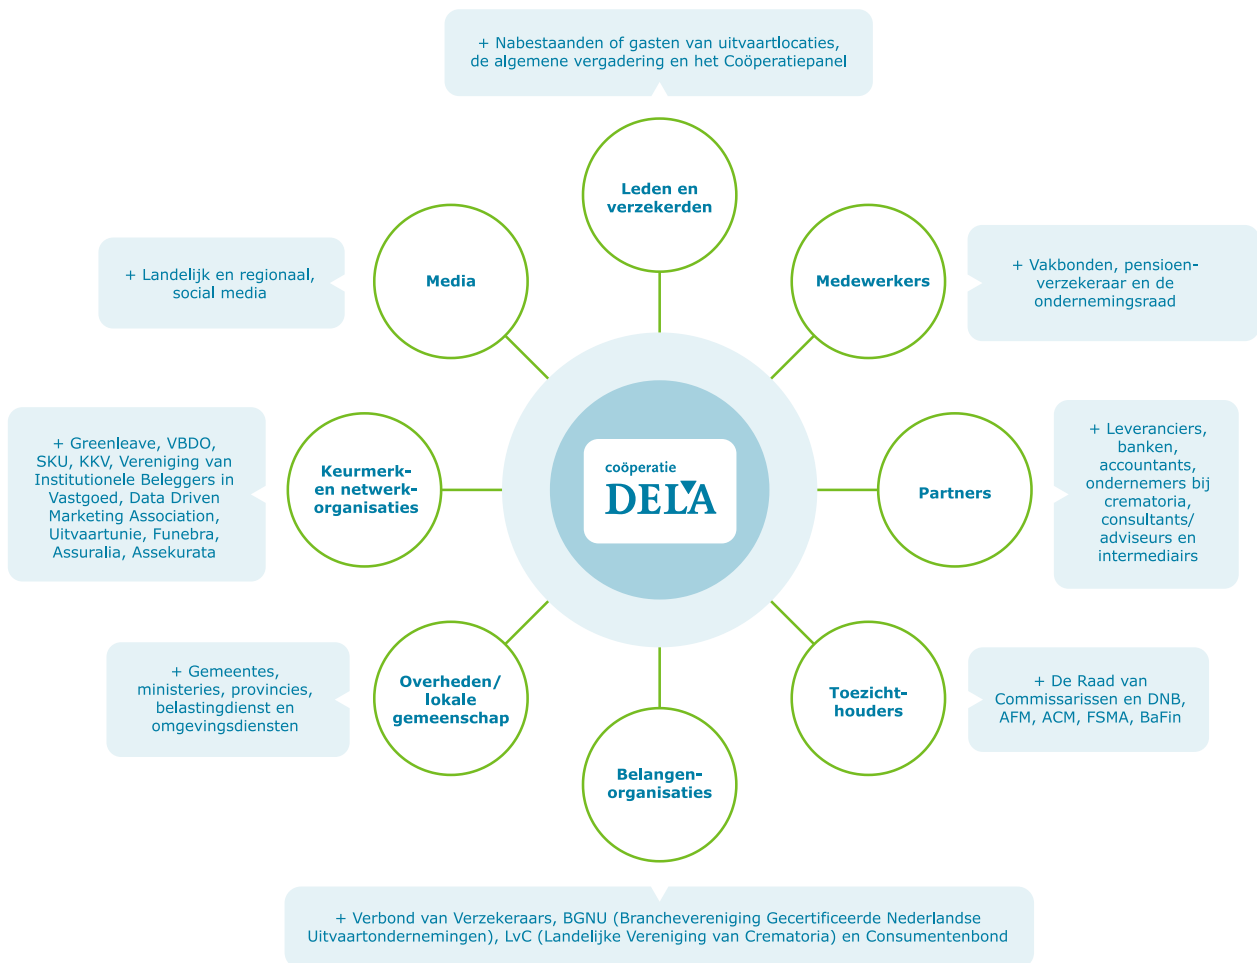 + Nabestaanden of gasten van uitvaartlocaties,
de algemene vergadering en het Coöperatiepanel
Leden en
verzekerden
Media
+ Landelijk en regionaal,
social media
Medewerkers
+ Vakbonden, pensioen-
verzekeraar en de
ondernemingsraad
+ Greenleave, VBDO,
SKU, KKV, Vereniging van
Institutionele Beleggers in
Vastgoed, Data Driven
Marketing Association,
Uitvaartunie, Funebra,
Assuralia, Assekurata
Keurmerk-
en netwerk-
organisaties
coöperatie
DELA
Partners
+ Leveranciers,
banken,
accountants,
ondernemers bij
crematoria,
consultants/
adviseurs en
intermediairs
+ Gemeentes,
ministeries, provincies,
belastingdienst en
omgevingsdiensten
Overheden/
lokale
gemeenschap
Toezicht-
houders
+ De Raad van
Commissarissen en DNB,
AFM, ACM, FSMA, BaFin
Belangen-
organisaties
+ Verbond van Verzekeraars, BGNU (Branchevereniging Gecertificeerde Nederlandse
Uitvaartondernemingen), LvC (Landelijke Vereniging van Crematoria) en Consumentenbond